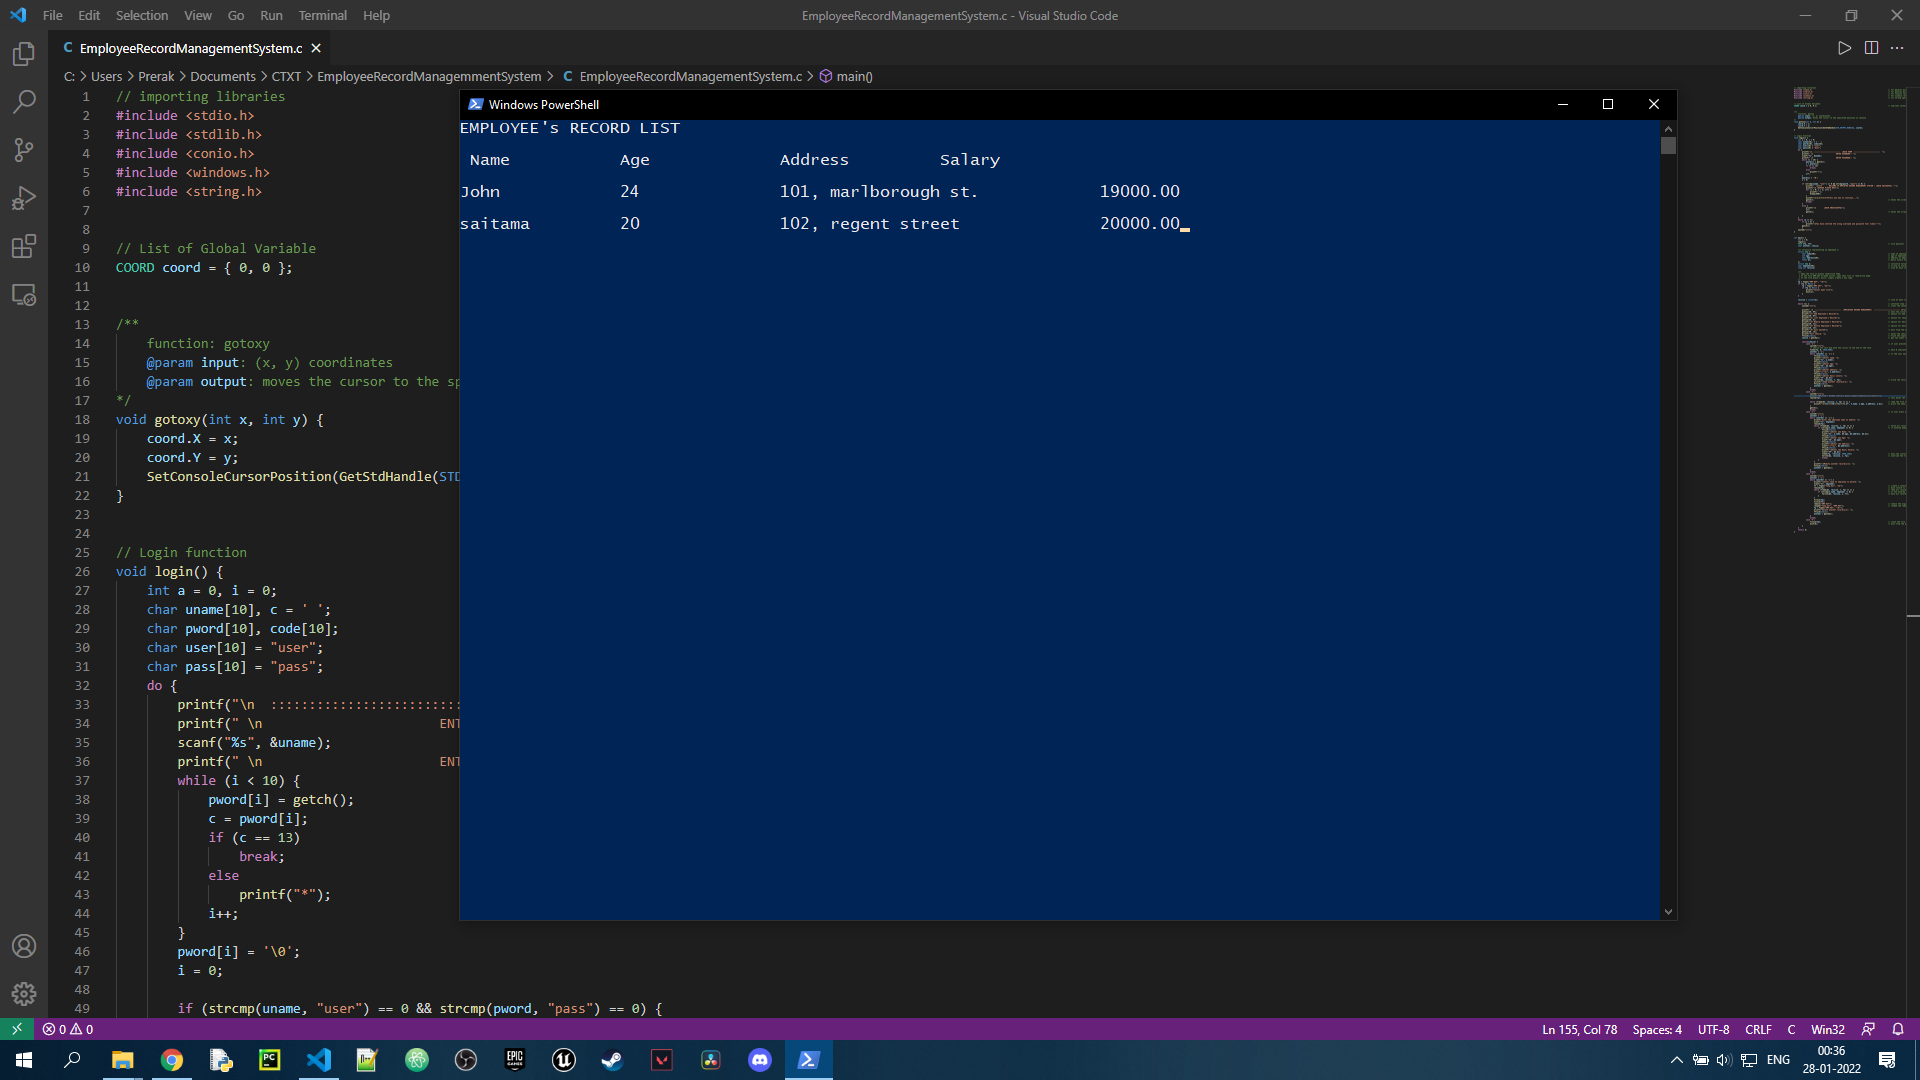 File Edit Selection View Go Run Terminal Help
EmployeeRecordManagementSystem.c - Visual Studio Code
C EmployeeRecordManagementSystem.c
C: > Users > Prerak > Documents > CTXT > EmployeeRecordManagemmentSystem > C EmployeeRecordManagementSystem.c > main()
1 // importing libraries
2 #include <stdio.h>
3 #include <stdlib.h>
4 #include <conio.h>
5 #include <windows.h>
6 #include <string.h>
7
8
9 // List of Global Variable
10 COORD coord = { 0, 0 };
11
12
13 /**
14 function: gotoxy
15 @param input: (x, y) coordinates
16 @param output: moves the cursor to the sp
17 */
18 void gotoxy(int x, int y) {
19 coord.X = x;
20 coord.Y = y;
21 SetConsoleCursorPosition(GetStdHandle(STD
22 }
23
24
25 // Login function
26 void login() {
27 int a = 0, i = 0;
28 char uname[10], c = ' ';
29 char pword[10], code[10];
30 char user[10] = "user";
31 char pass[10] = "pass";
32 do {
33 printf("\n :::::::::::::::::::::::::
34 printf(" \n ENT
35 scanf("%s", &uname);
36 printf(" \n ENT
37 while (i < 10) {
38 pword[i] = getch();
39 c = pword[i];
40 if (c == 13)
41 break;
42 else
43 printf("*");
44 i++;
45 }
46 pword[i] = '\0';
47 i = 0;
48
49 if (strcmp(uname, "user") == 0 && strcmp(pword, "pass") == 0) {
Windows PowerShell
EMPLOYEE's RECORD LIST
Name Age Address Salary
John 24 101, marlborough st. 19000.00
saitama 20 102, regent street 20000.00
0 0
Ln 155, Col 78 Spaces: 4 UTF-8 CRLF C Win32
PC
EPIC GAMES
ENG
00:36
28-01-2022